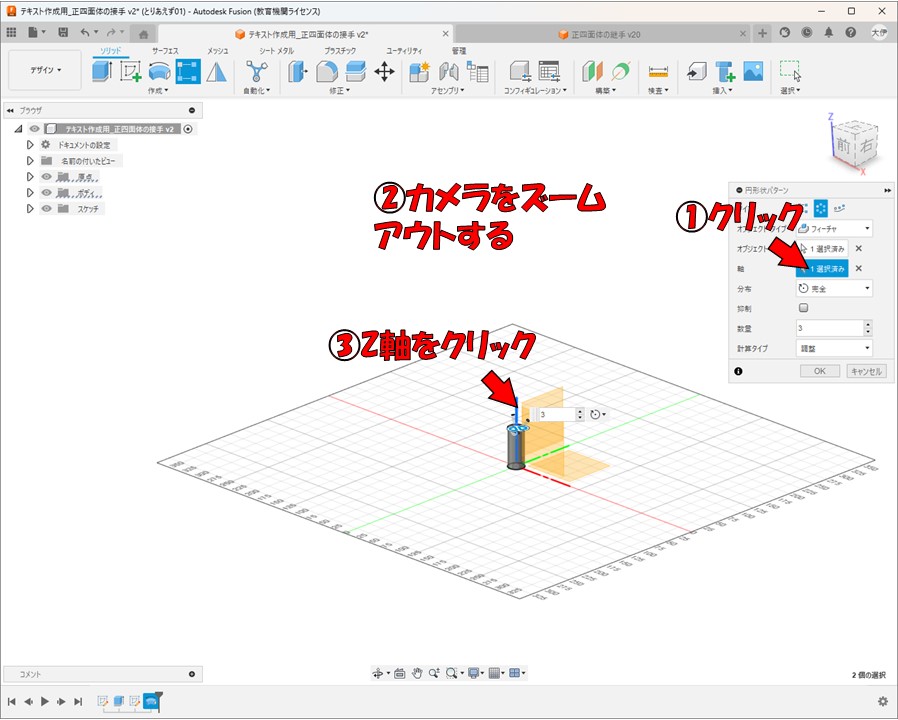 テキスト作成用_正四面体の接手 v2* (とりあえず01) - Autodesk Fusion (教育機関ライセンス)
テキスト作成用_正四面体の接手 v2*
正四面体の継手 v20
大伊
ソリッド サーフェス メッシュ シート メタル プラスチック ユーティリティ 管理
デザイン
作成 自動化 修正 アセンブリ コンフィギュレーション 構築 検査 挿入 選択
ブラウザ
テキスト作成用_正四面体の接手 v2
ドキュメントの設定
名前の付いたビュー
原点
ボディ
スケッチ
Z
前
右
X
円形状パターン
①クリック
オブジェクト タイプ フィーチャ
オブジェクト 1 選択済み
軸 1 選択済み
分布 完全
抑制
数量 3
計算タイプ 調整
OK キャンセル
②カメラをズーム
アウトする
③Z軸をクリック
3
コメント
2 個の選択